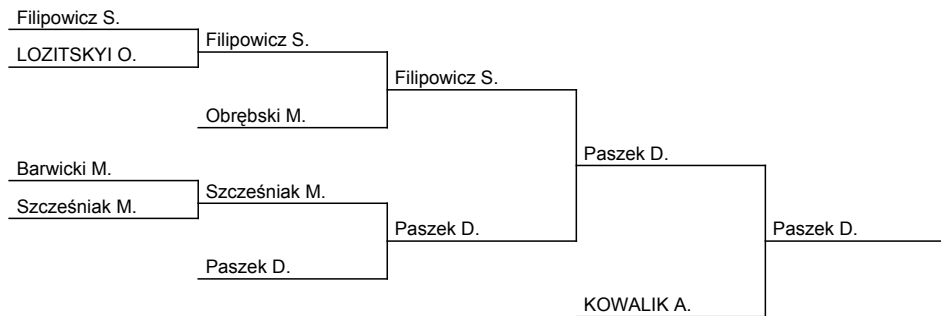 Filipowicz S.
LOZITSKYI O.
Filipowicz S.
Filipowicz S.
Obrębski M.
Barwicki M.
Szcześniak M.
Szcześniak M.
Paszek D.
Paszek D.
Paszek D.
KOWALIK A.
Paszek D.